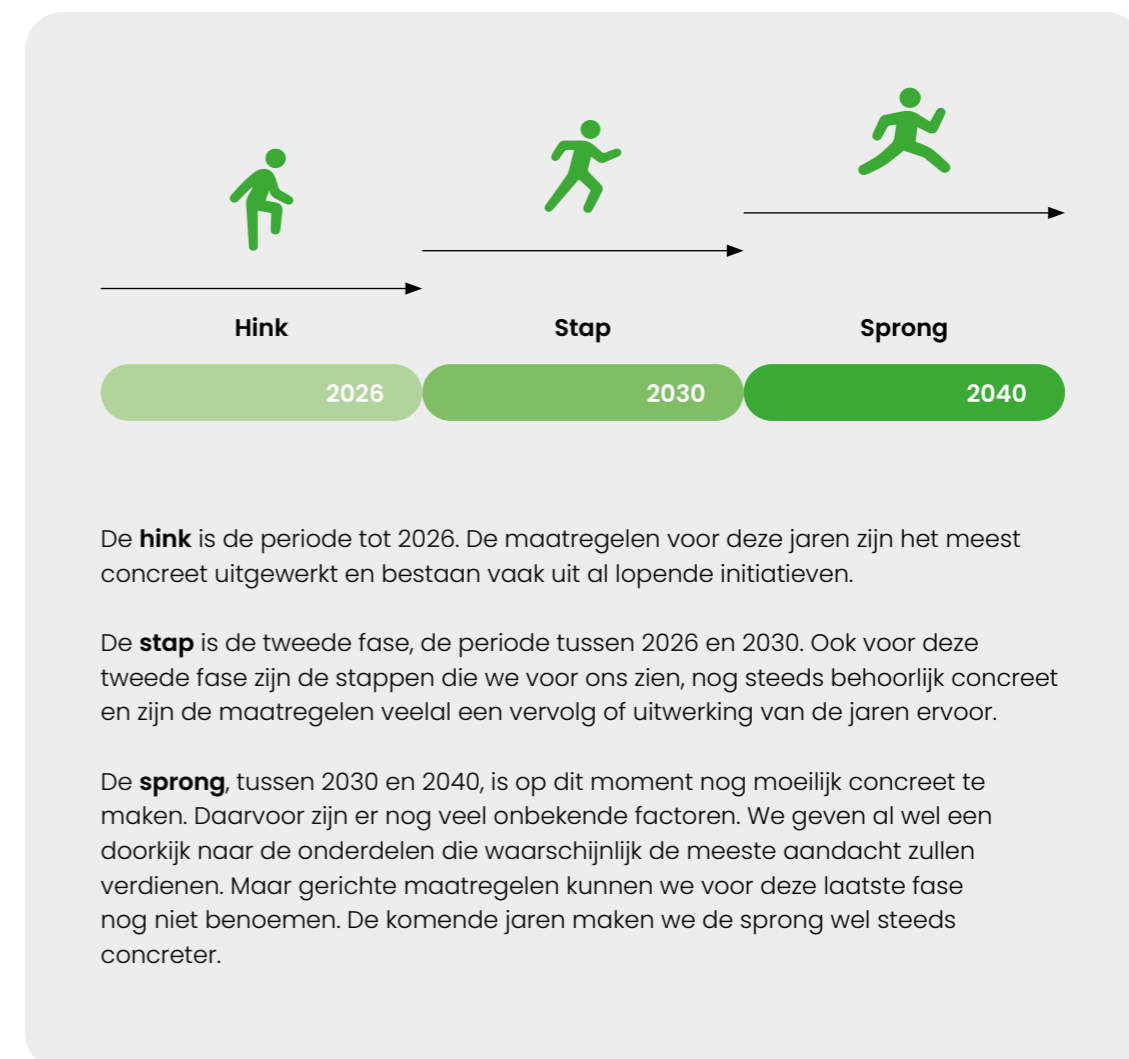 Hink
Stap
Sprong
2026
2030
2040
De hink is de periode tot 2026. De maatregelen voor deze jaren zijn het meest
concreet uitgewerkt en bestaan vaak uit al lopende initiatieven.
De stap is de tweede fase, de periode tussen 2026 en 2030. Ook voor deze
tweede fase zijn de stappen die we voor ons zien, nog steeds behoorlijk concreet
en zijn de maatregelen veelal een vervolg of uitwerking van de jaren ervoor.
De sprong, tussen 2030 en 2040, is op dit moment nog moeilijk concreet te
maken. Daarvoor zijn er nog veel onbekende factoren. We geven al wel een
doorkijk naar de onderdelen die waarschijnlijk de meeste aandacht zullen
verdienen. Maar gerichte maatregelen kunnen we voor deze laatste fase
nog niet benoemen. De komende jaren maken we de sprong wel steeds
concreter.